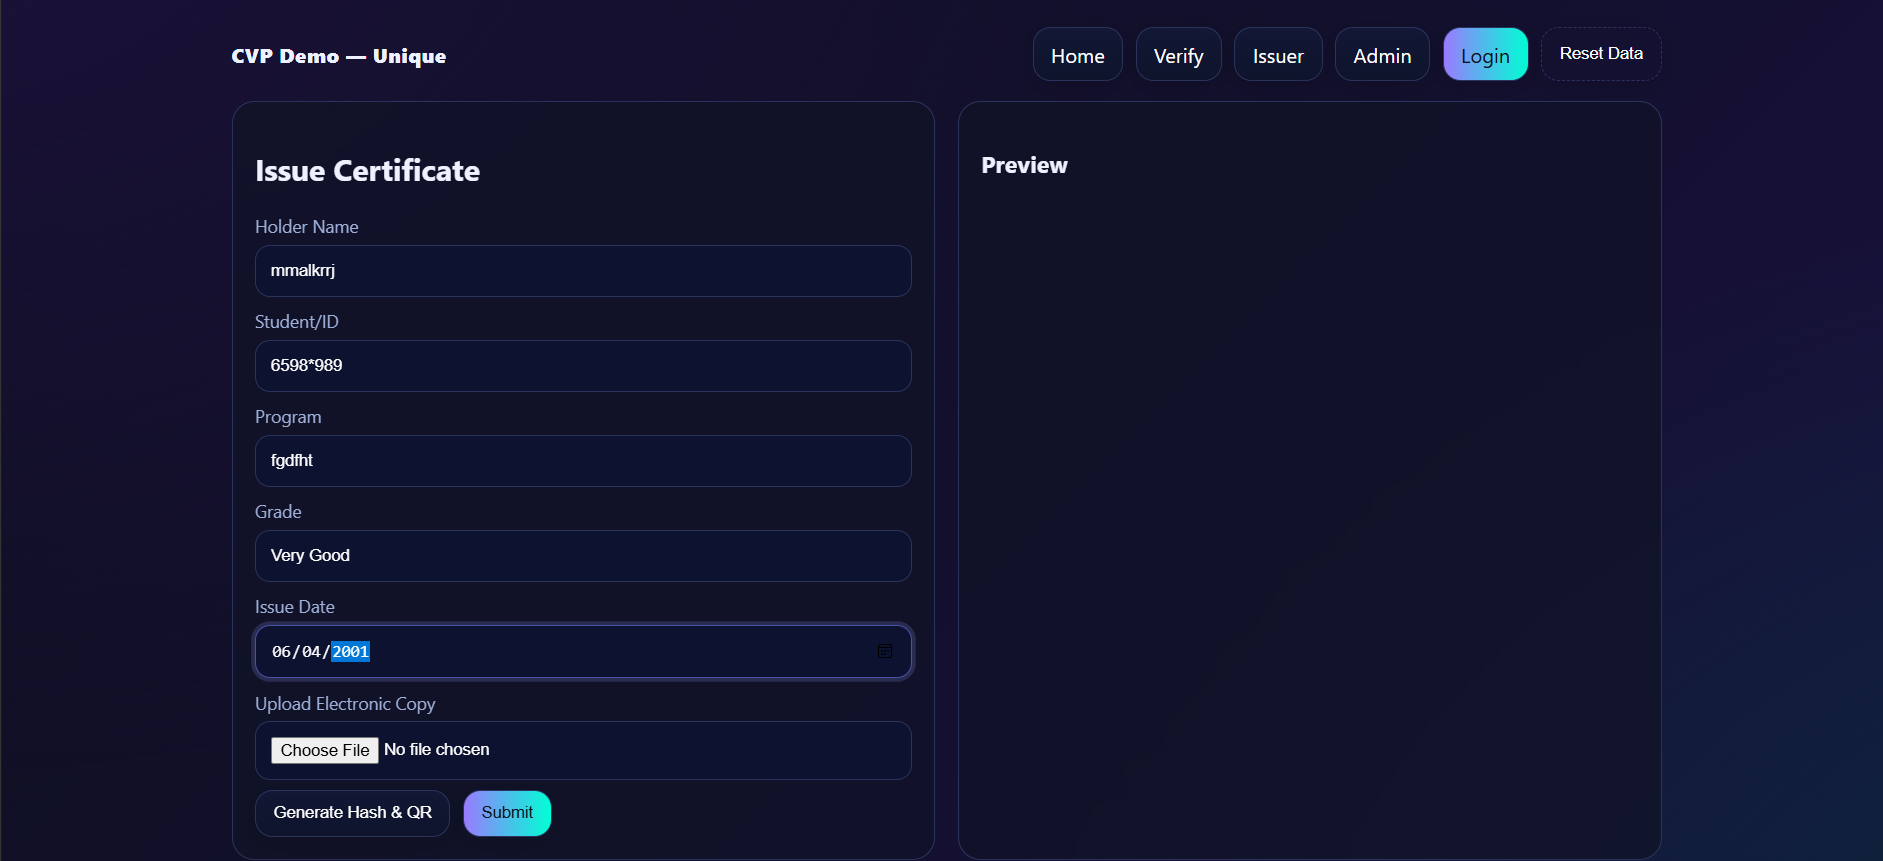 CVP Demo — Unique
Home
Verify
Issuer
Admin
Login
Reset Data
Issue Certificate
Holder Name
mmalkrrj
Student/ID
6598*989
Program
fgdfht
Grade
Very Good
Issue Date
06/04/2001
Upload Electronic Copy
Choose File No file chosen
Generate Hash & QR
Submit
Preview